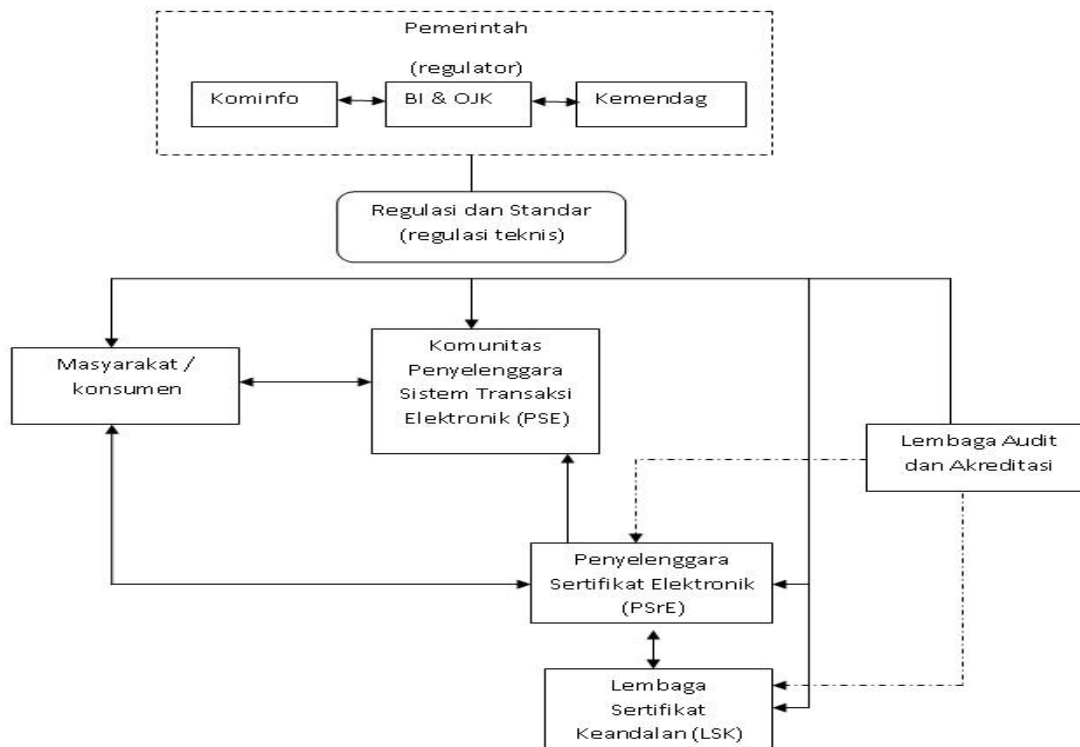 Pemerintah
(regulator)
Kominfo
BI & OJK
Kemendag
Regulasi dan Standar
(regulasi teknis)
Masyarakat /
konsumen
Komunitas
Penyelenggara
Sistem Transaksi
Elektronik (PSE)
Lembaga Audit
dan Akreditasi
Penyelenggara
Sertifikat Elektronik
(PSrE)
Lembaga
Sertifikat
Keandalan (LSK)